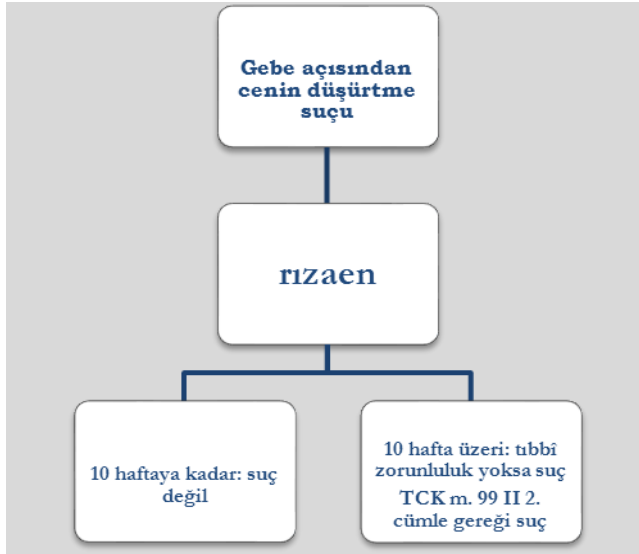 Gebe açısından
cenin düşürtme
suçu
rızaen
10 haftaya kadar: suç
değil
10 hafta üzeri: tıbbî
zorunluluk yoksa suç
TCK m. 99 II 2.
cümle gereği suç